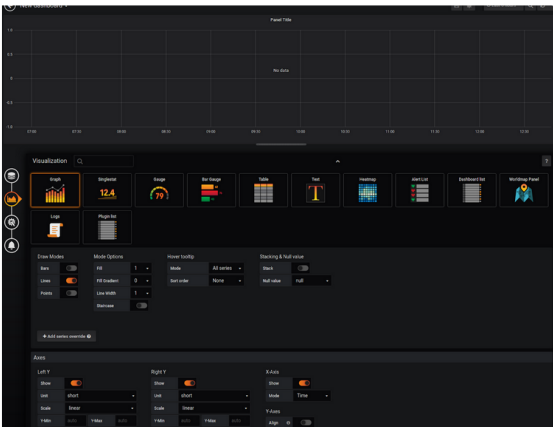 New dashboard
Panel Title
1.0
0.5
0
-0.5
-1.0
No data
07:00 07:30 08:00 08:30 09:00 09:30 10:00 10:30 11:00 11:30 12:00 12:30
Visualization ?
Graph Singlestat Gauge Bar Gauge Table Text Heatmap Alert List Dashboard list Worldmap Panel
12.4 79
Logs Plugin list
Draw Modes Mode Options Hover tooltip Stacking & Null value
Bars Fill 1 Mode All series Stack
Lines Fill Gradient 0 Sort order None Null value null
Points Line Width 1
Staircase
+ Add series override
Axes
Left Y Right Y X-Axis
Show Show Show
Unit short Unit short Mode Time
Scale linear Scale linear Y-Axes
Y-Min auto Y-Max auto Y-Min auto Y-Max auto Align